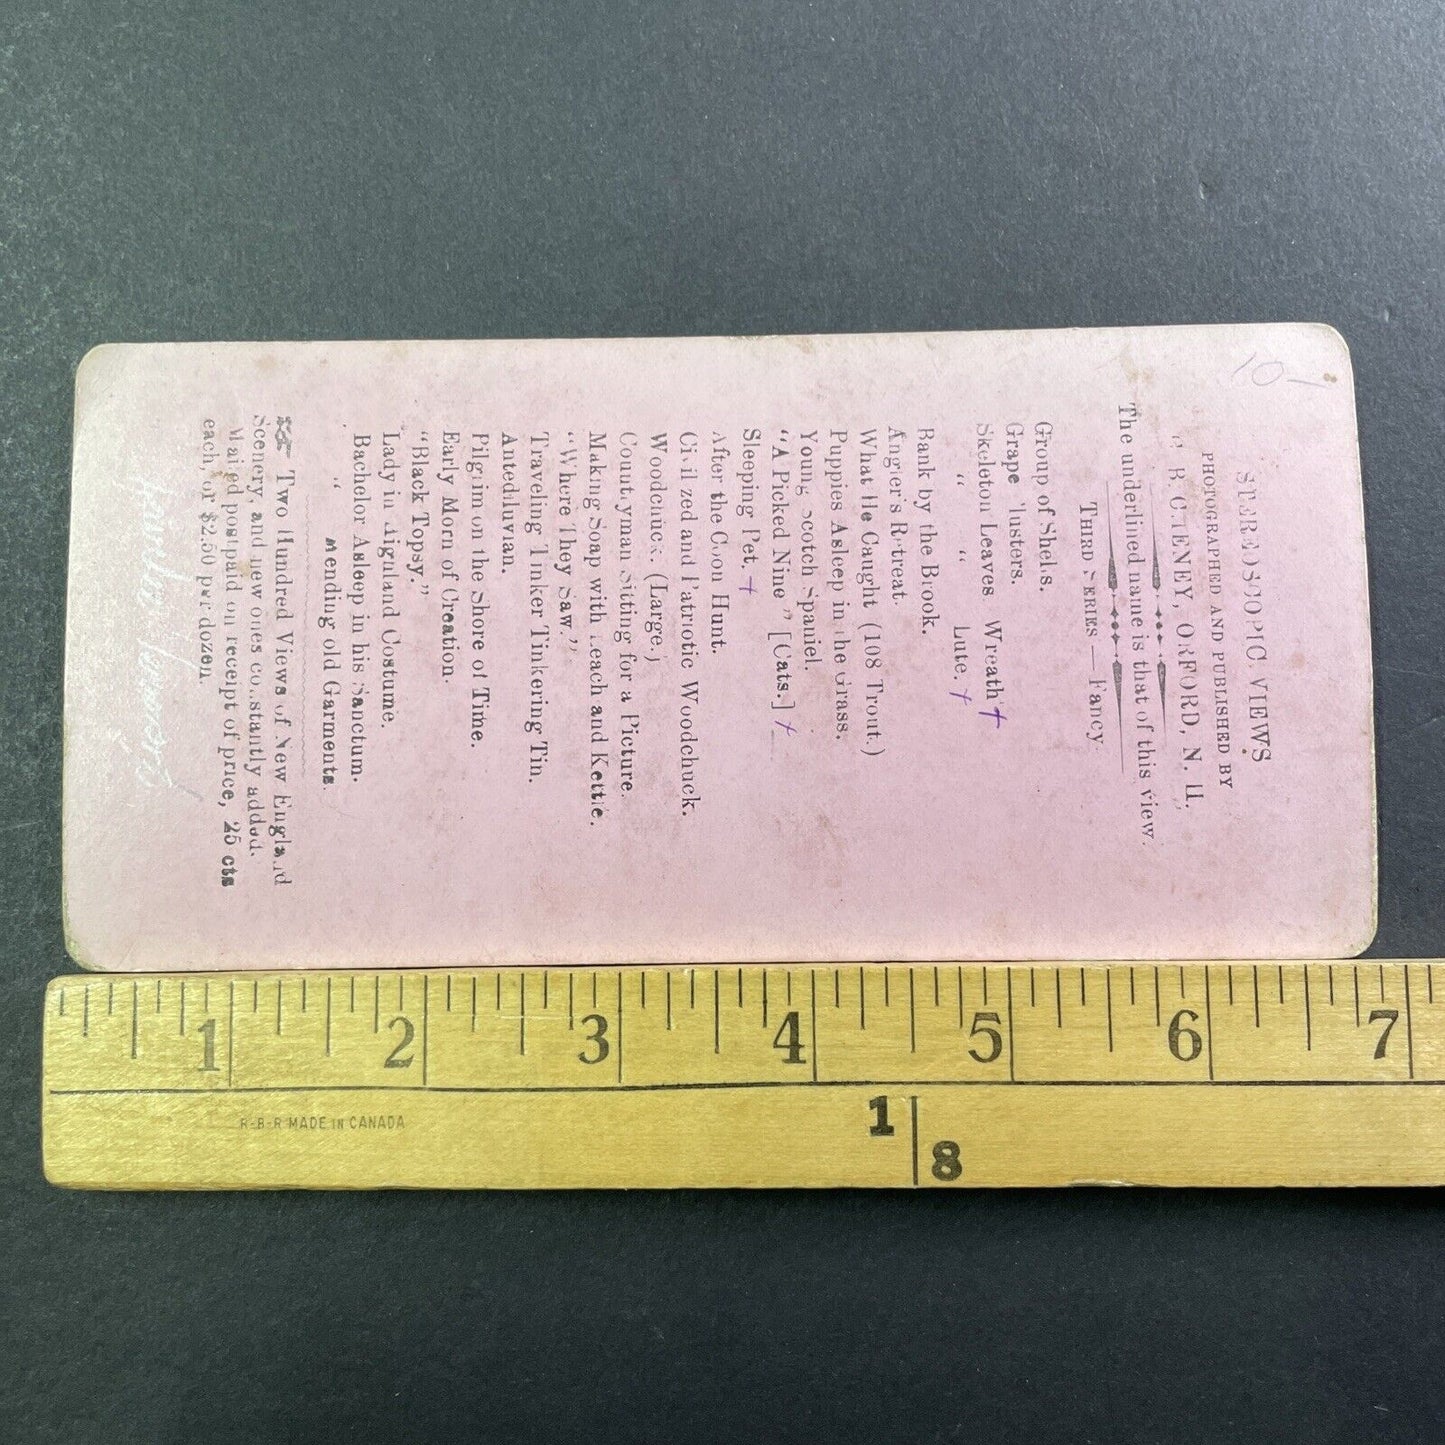 10-
STEREOSCOPIC VIEWS
PHOTOGRAPHED AND PUBLISHED BY
B. CHENEY, ORFORD, N. H.
The underlined name is that of this view.
THIRD SERIES — Fancy.
Group of Shells.
Grape Clusters.
Skeleton Leaves Wreath +
“ “ Lute. +
Bank by the Brook.
Angler's Retreat.
What He Caught (108 Trout.)
Puppies Asleep in the Grass.
Young Scotch Spaniel.
“A Picked Nine” [Cats.] +
Sleeping Pet. +
After the Coon Hunt.
Civilized and Patriotic Woodchuck.
Woodchuck. (Large.)
Countryman Sitting for a Picture.
Making Soap with Leach and Kettle.
“Where They Saw.”
Traveling Tinker Tinkering Tin.
Antediluvian.
Pilgrim on the Shore of Time.
Early Morn of Creation.
“Black Topsy.”
Lady in Costume.
Bachelor Asleep in his Sanctum.
“ Mending old Garments.
Two Hundred Views of New England
Scenery, and new ones constantly added.
Mailed postpaid on receipt of price, 25 cts
each, or $2.50 per dozen.
1 2 3 4 5 6 7
R-B-R MADE IN CANADA
1
8